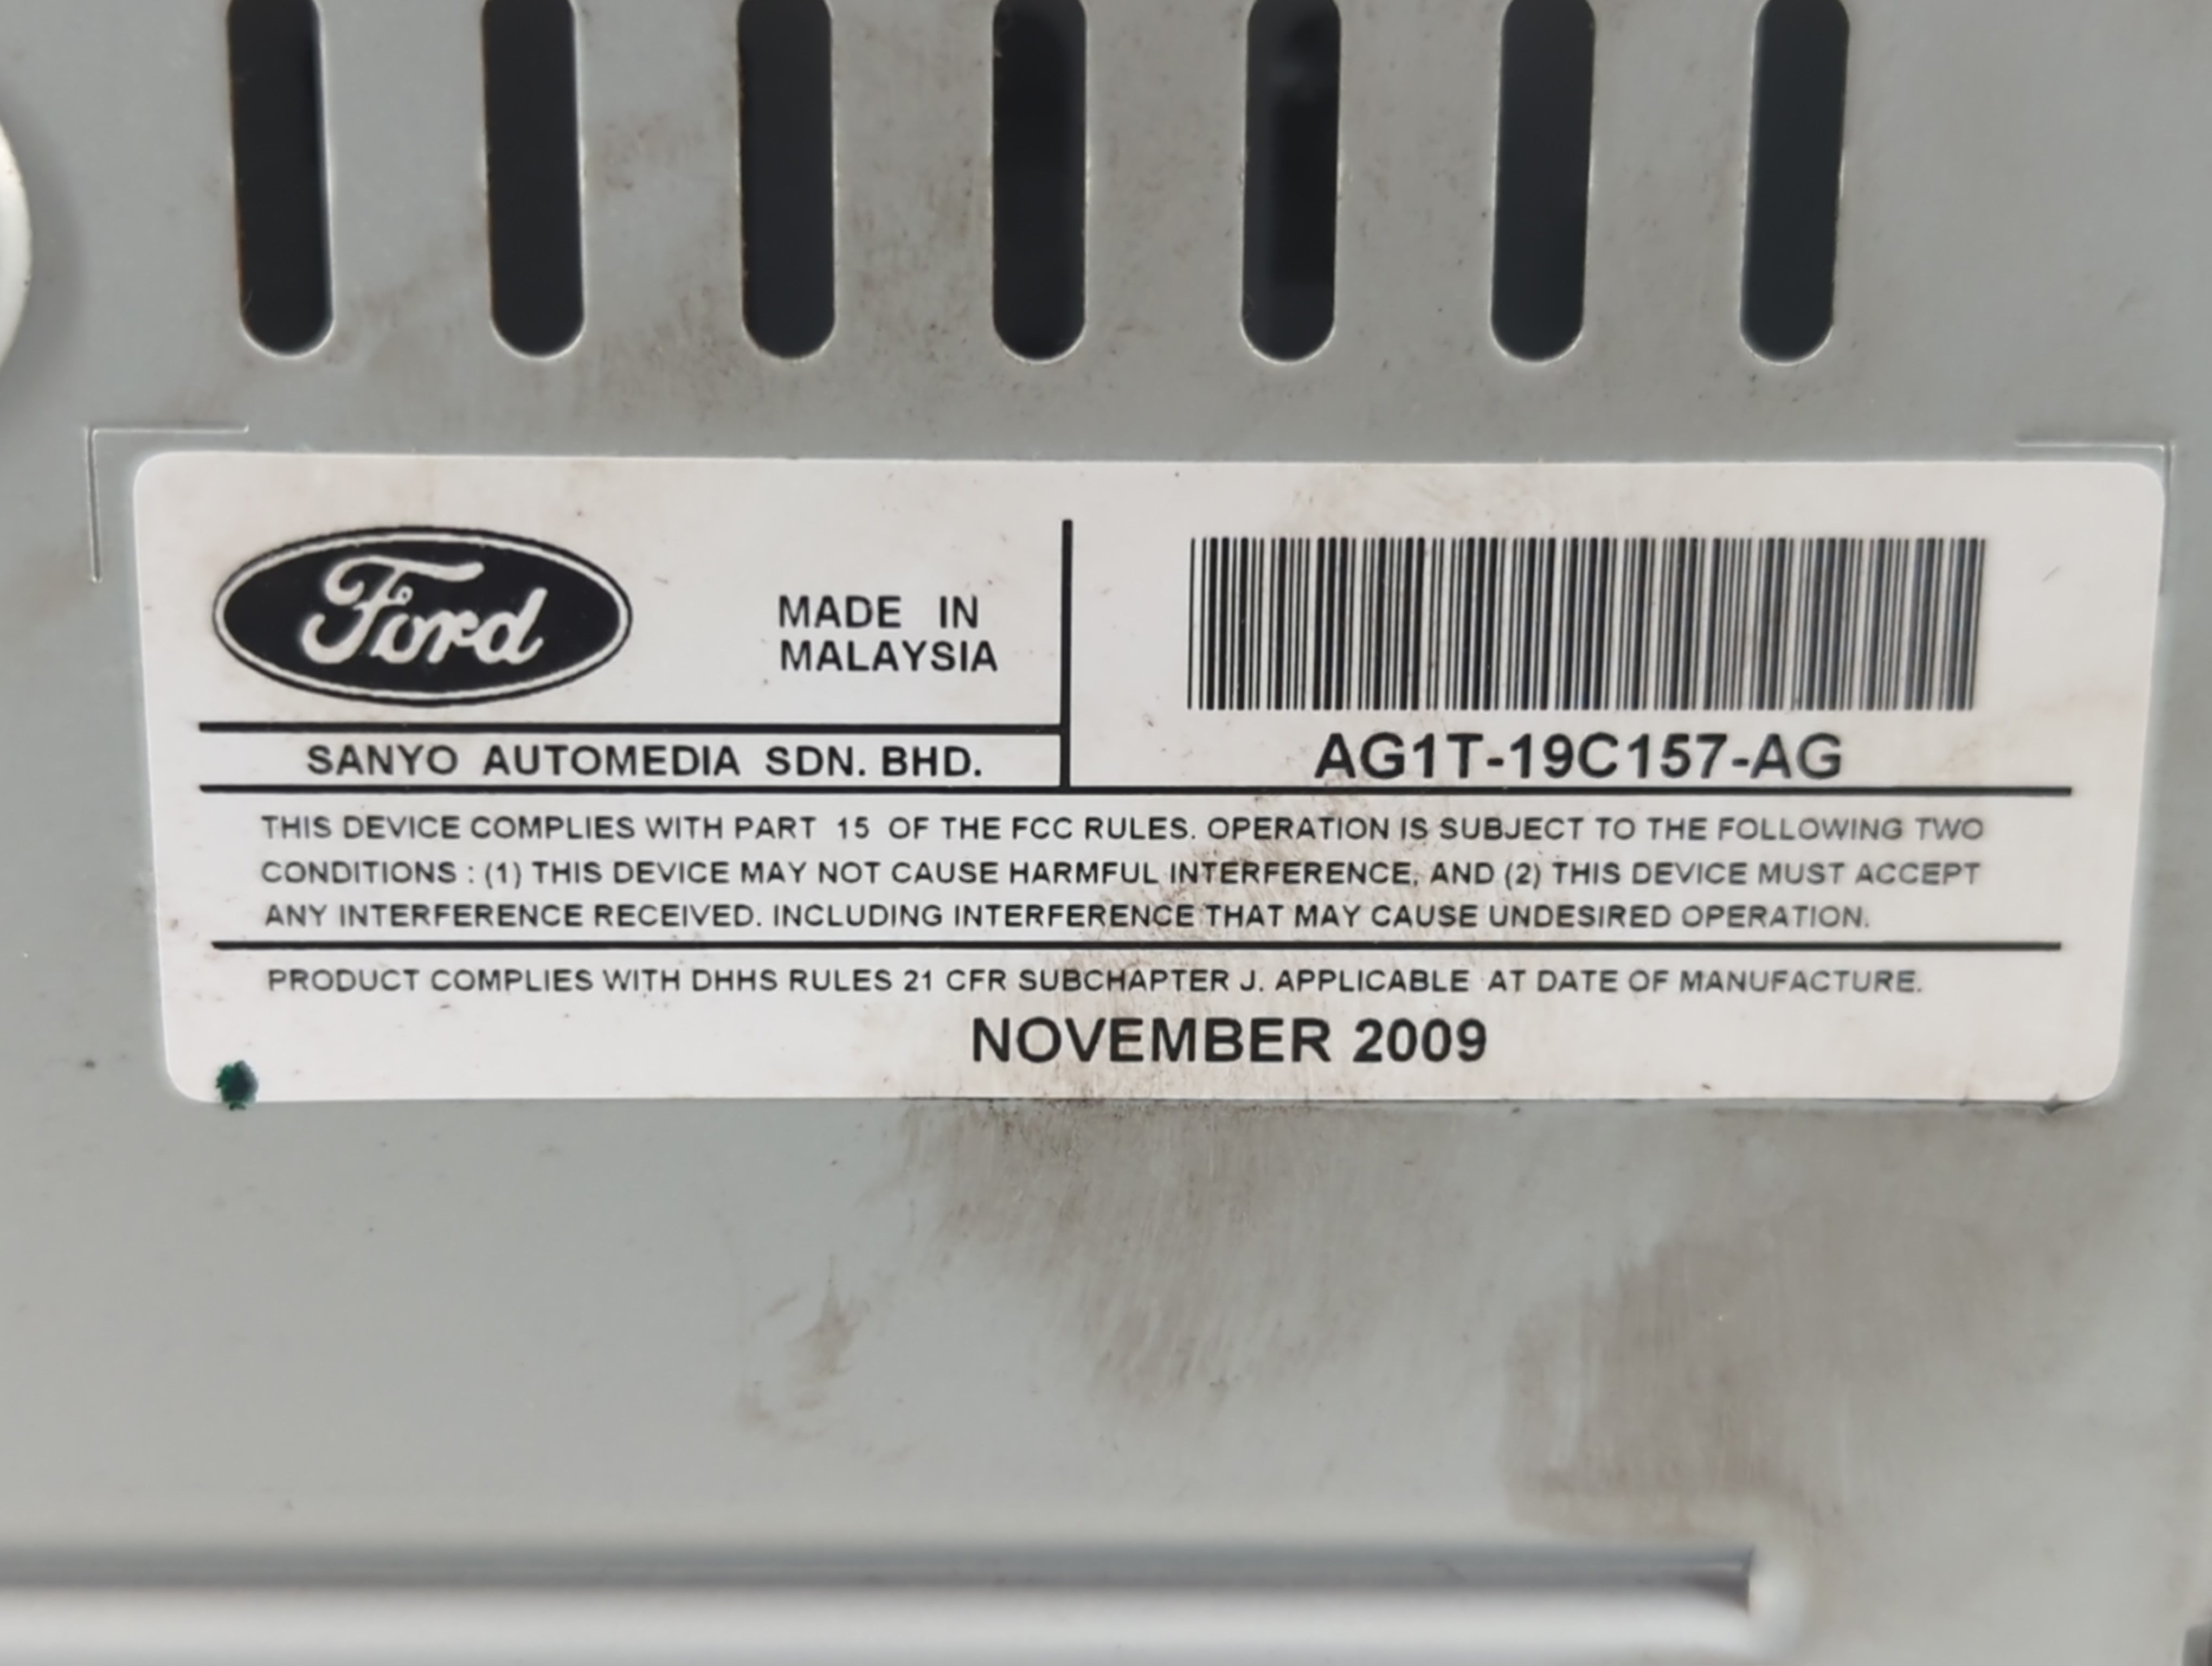 Ford
MADE IN
MALAYSIA
SANYO AUTOMEDIA SDN. BHD.
AG1T-19C157-AG
THIS DEVICE COMPLIES WITH PART 15 OF THE FCC RULES. OPERATION IS SUBJECT TO THE FOLLOWING TWO
CONDITIONS : (1) THIS DEVICE MAY NOT CAUSE HARMFUL INTERFERENCE, AND (2) THIS DEVICE MUST ACCEPT
ANY INTERFERENCE RECEIVED. INCLUDING INTERFERENCE THAT MAY CAUSE UNDESIRED OPERATION.
PRODUCT COMPLIES WITH DHHS RULES 21 CFR SUBCHAPTER J. APPLICABLE AT DATE OF MANUFACTURE.
NOVEMBER 2009